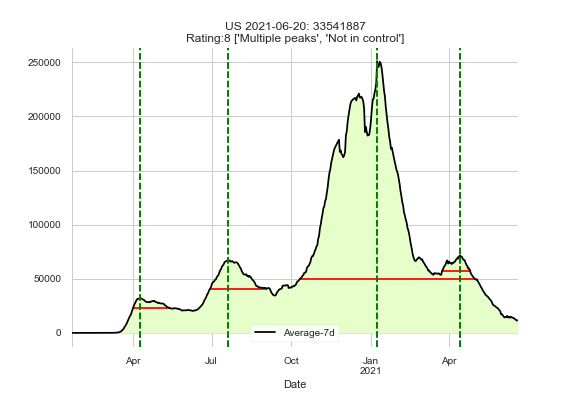 US 2021-06-20: 33541887
Rating:8 ['Multiple peaks', 'Not in control']
250000
200000
150000
100000
50000
0
Average-7d
Apr Jul Oct Jan Apr
2021
Date